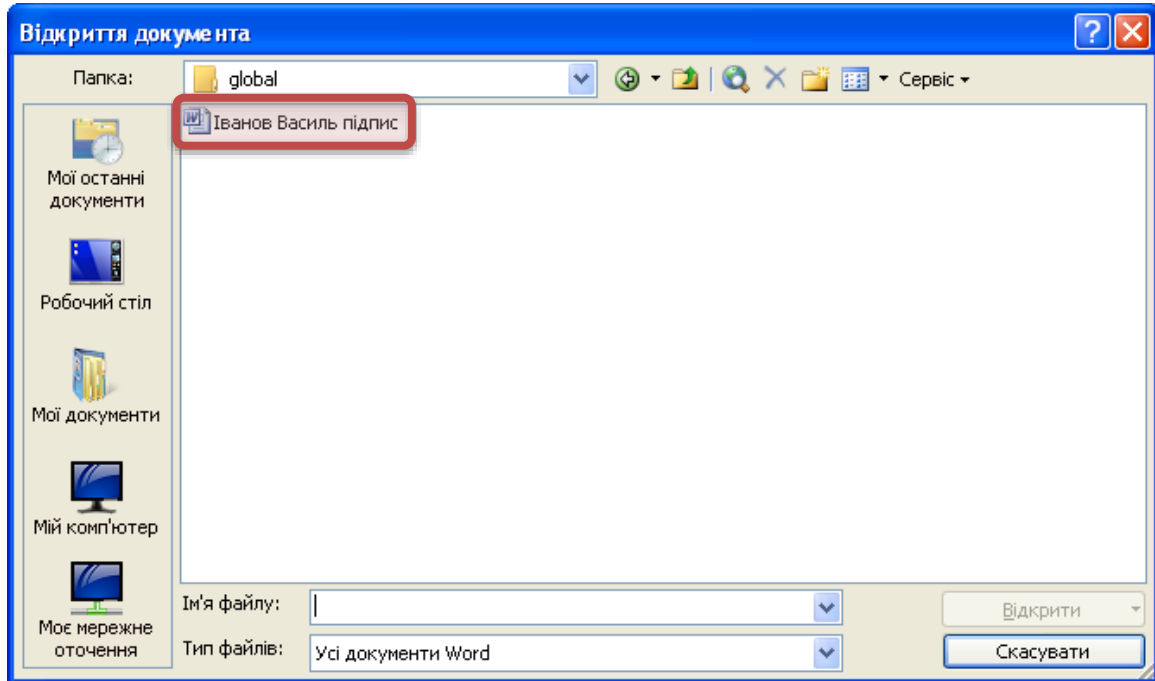 Відкриття документа
Папка:
global
Сервіс
Іванов Василь підпис
Мої останні
документи
Робочий стіл
Мої документи
Мій комп'ютер
Моє мережне
оточення
Ім'я файлу:
Відкрити
Тип файлів:
Усі документи Word
Скасувати